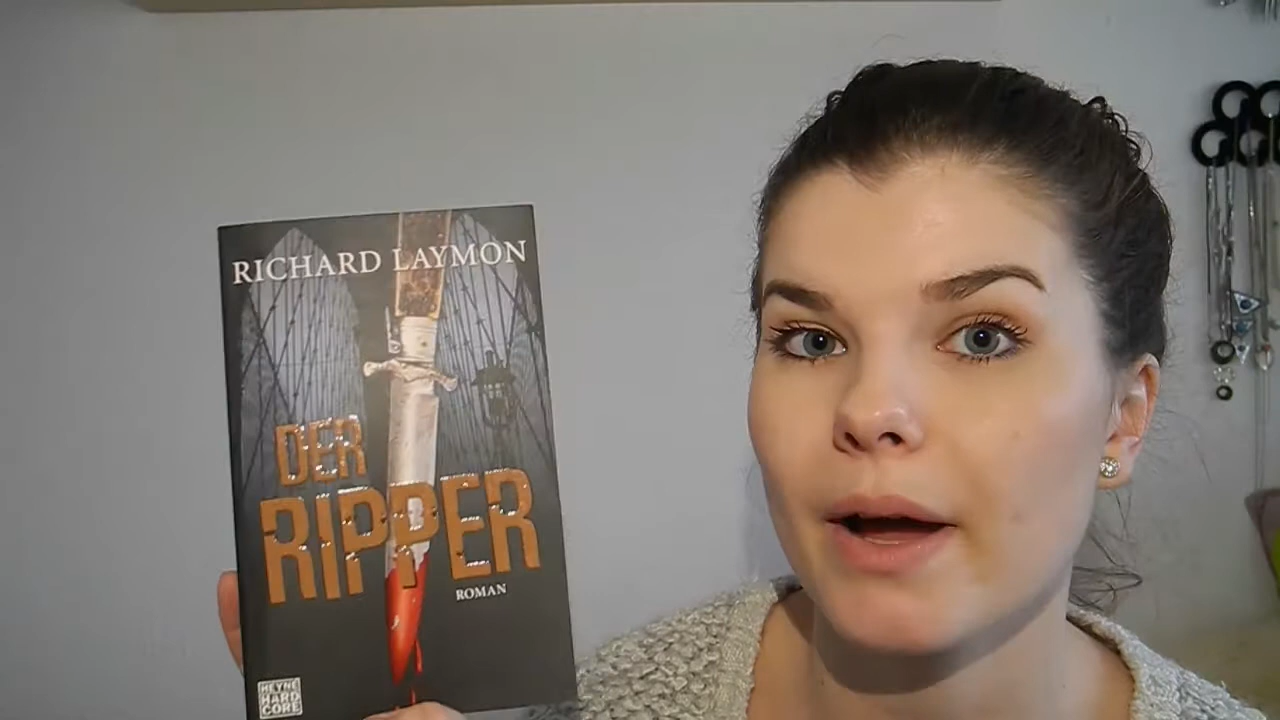 RICHARD LAYMON
DER
RIPPER
ROMAN
HEYNE
HARD
CORE